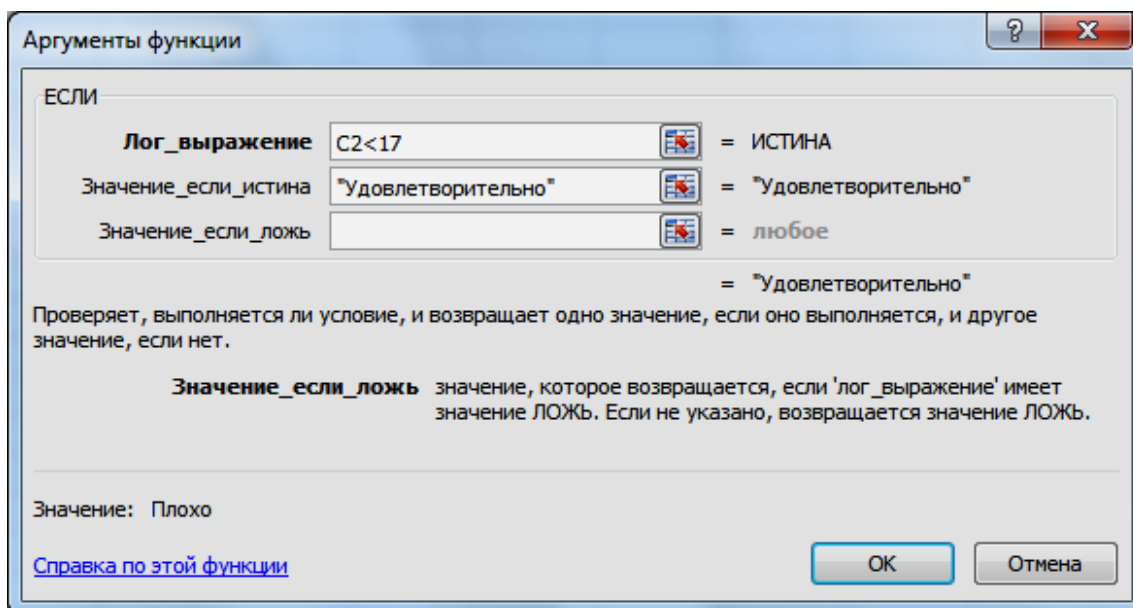 Аргументы функции
ЕСЛИ
Лог_выражение C2<17 = ИСТИНА
Значение_если_истина "Удовлетворительно" = "Удовлетворительно"
Значение_если_ложь = любое
= "Удовлетворительно"
Проверяет, выполняется ли условие, и возвращает одно значение, если оно выполняется, и другое
значение, если нет.
Значение_если_ложь значение, которое возвращается, если 'лог_выражение' имеет
значение ЛОЖЬ. Если не указано, возвращается значение ЛОЖЬ.
Значение: Плохо
Справка по этой функции ОК Отмена